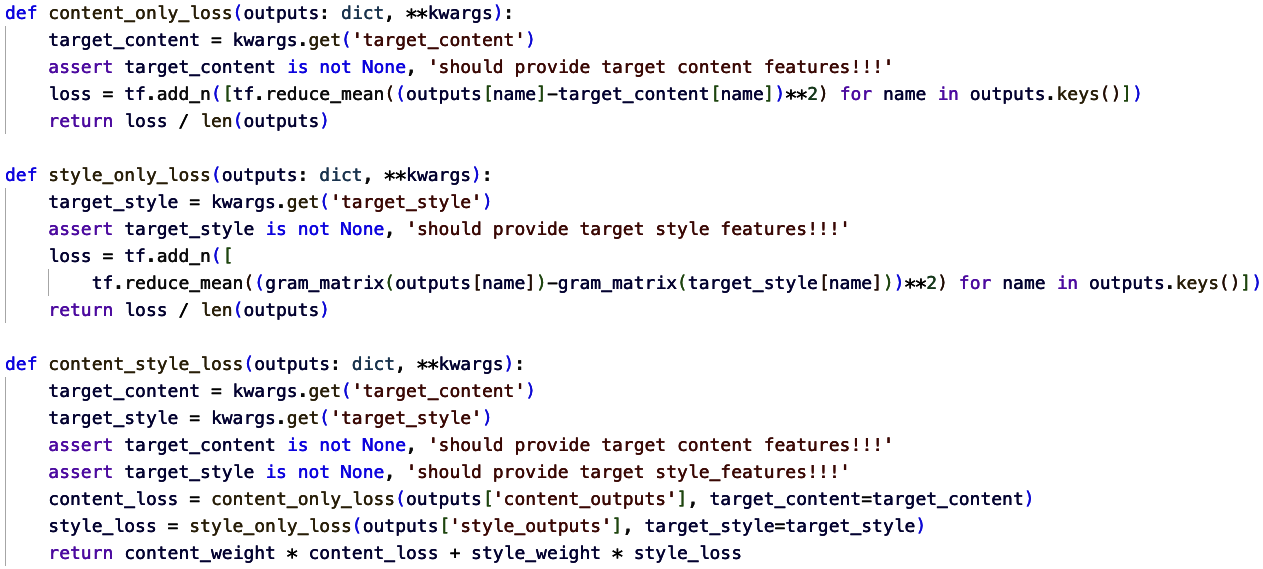 def content_only_loss(outputs: dict, **kwargs):
    target_content = kwargs.get('target_content')
    assert target_content is not None, 'should provide target content features!!!'
    loss = tf.add_n([tf.reduce_mean((outputs[name]-target_content[name])**2) for name in outputs.keys()])
    return loss / len(outputs)

def style_only_loss(outputs: dict, **kwargs):
    target_style = kwargs.get('target_style')
    assert target_style is not None, 'should provide target style features!!!'
    loss = tf.add_n([
        tf.reduce_mean((gram_matrix(outputs[name])-gram_matrix(target_style[name]))**2) for name in outputs.keys()])
    return loss / len(outputs)

def content_style_loss(outputs: dict, **kwargs):
    target_content = kwargs.get('target_content')
    target_style = kwargs.get('target_style')
    assert target_content is not None, 'should provide target content features!!!'
    assert target_style is not None, 'should provide target style_features!!!'
    content_loss = content_only_loss(outputs['content_outputs'], target_content=target_content)
    style_loss = style_only_loss(outputs['style_outputs'], target_style=target_style)
    return content_weight * content_loss + style_weight * style_loss